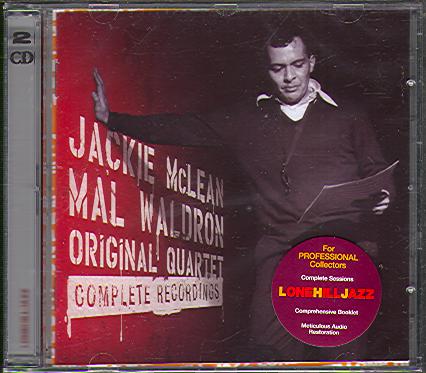 2
CD
JACKIE McLEAN
MAL WALDRON
ORIGINAL QUARTET
COMPLETE RECORDINGS
For
PROFESSIONAL
Collectors
Complete Sessions
LONEHILLJAZZ
Comprehensive Booklet
Meticulous Audio
Restoration
LONEHILLJAZZ